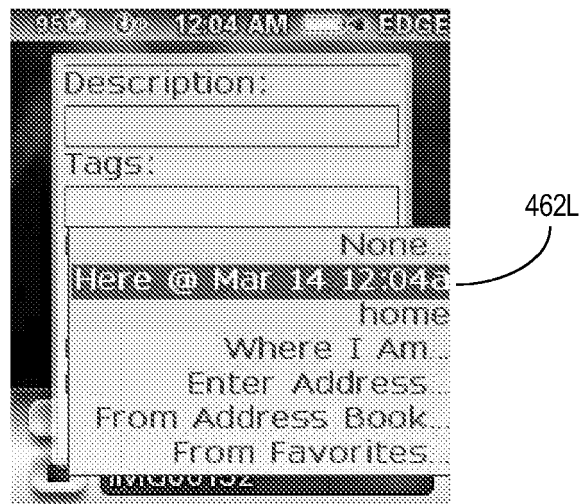 95% 12:04 AM EDGE
Description:
Tags:
None...
Here @ Mar 14 12:04a
home
Where I Am...
Enter Address...
From Address Book...
From Favorites...
462L